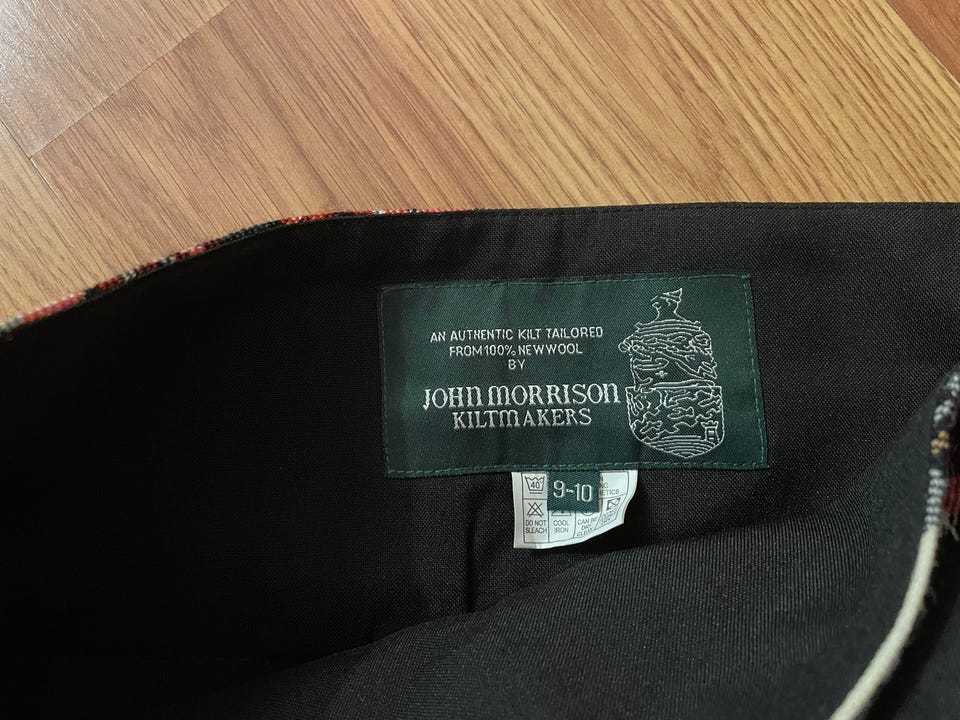 AN AUTHENTIC KILT TAILORED
FROM 100% NEW WOOL
BY
JOHN MORRISON
KILTMAKERS
9-10
40
DO NOT
BLEACH
COOL
IRON